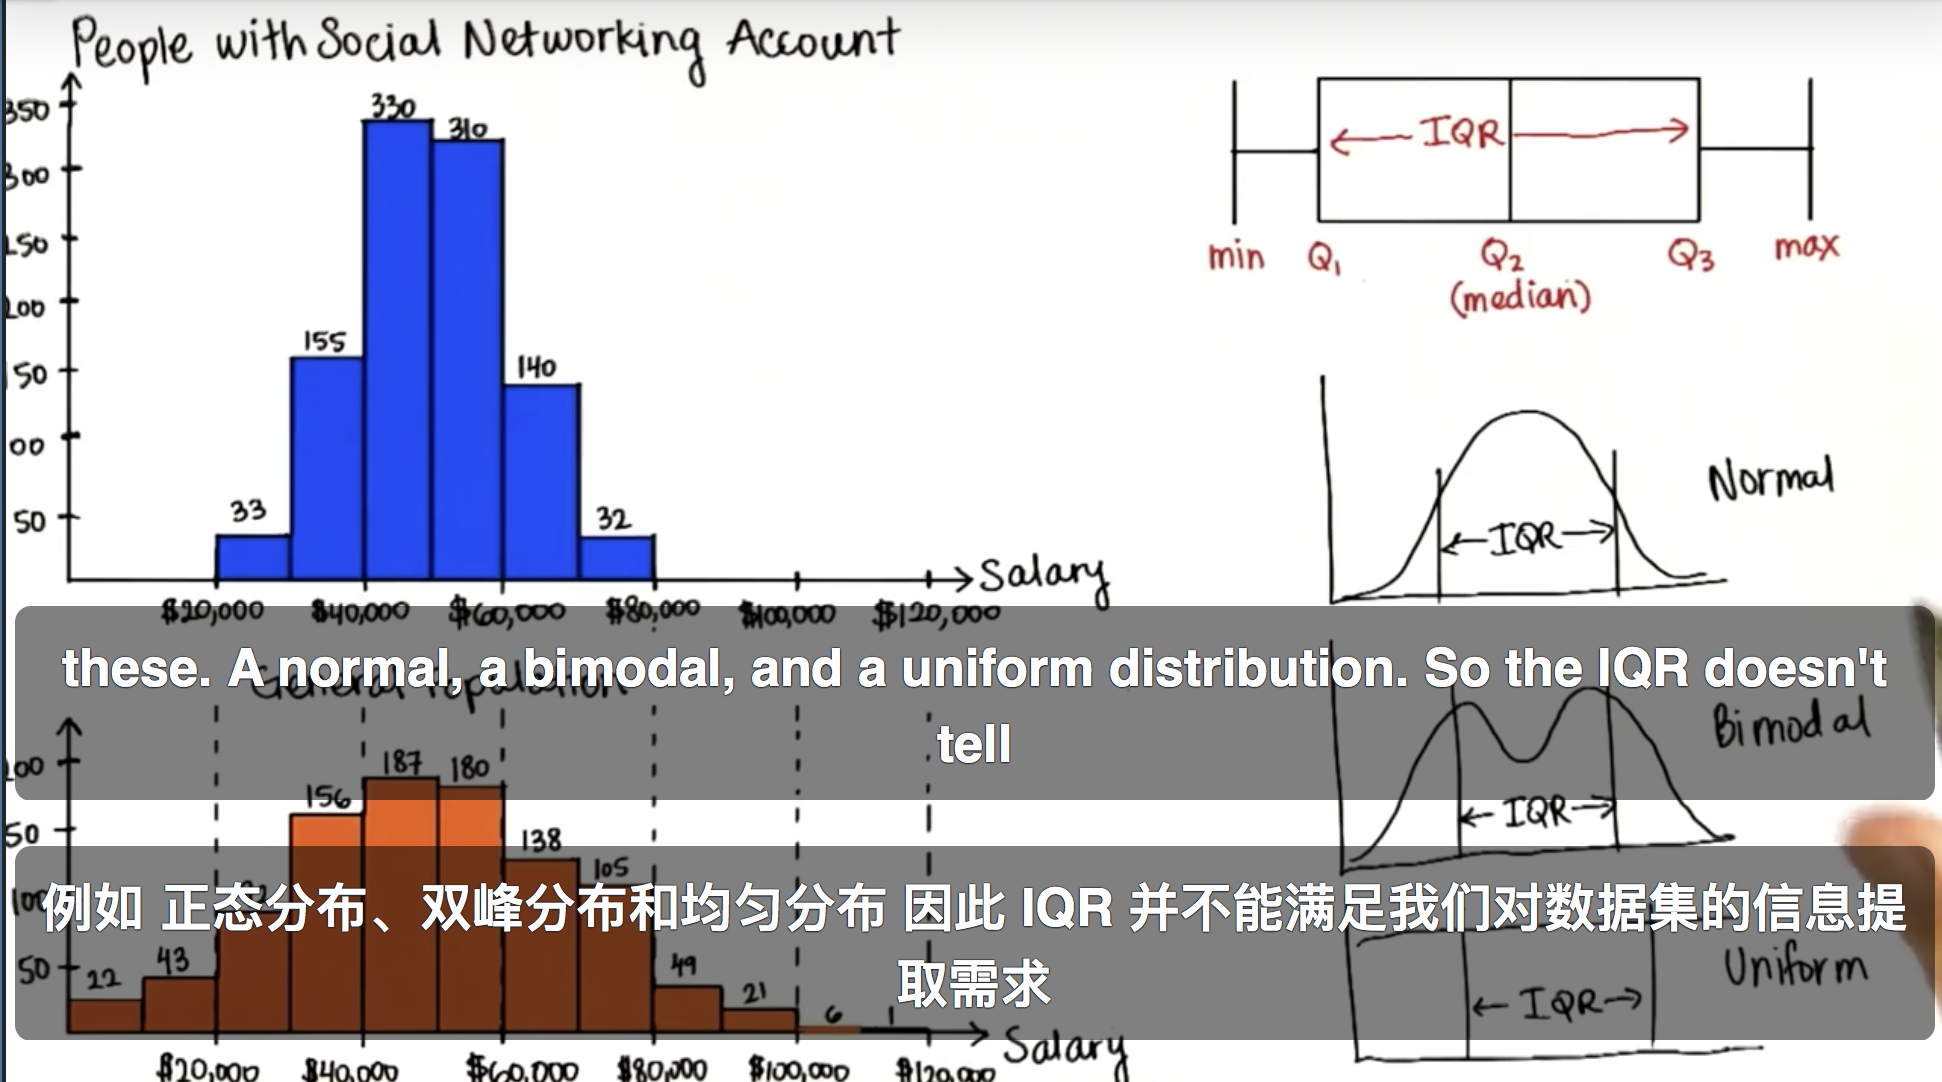 People with Social Networking Account
350
300
250
200
150
100
50
330
310
155
140
33
32
Salary
$20,000 $40,000 $60,000 $80,000 $100,000 $120,000
IQR
min Q1 Q2 Q3 max
(median)
Normal
IQR
these. A normal, a bimodal, and a uniform distribution. So the IQR doesn't
tell
General Population
Bimodal
IQR
187 180
156
138
105
43
22
49
21
6 1
50
例如 正态分布、双峰分布和均匀分布 因此 IQR 并不能满足我们对数据集的信息提
取需求
Uniform
IQR
Salary
$20,000 $40,000 $60,000 $80,000 $100,000 $120,000